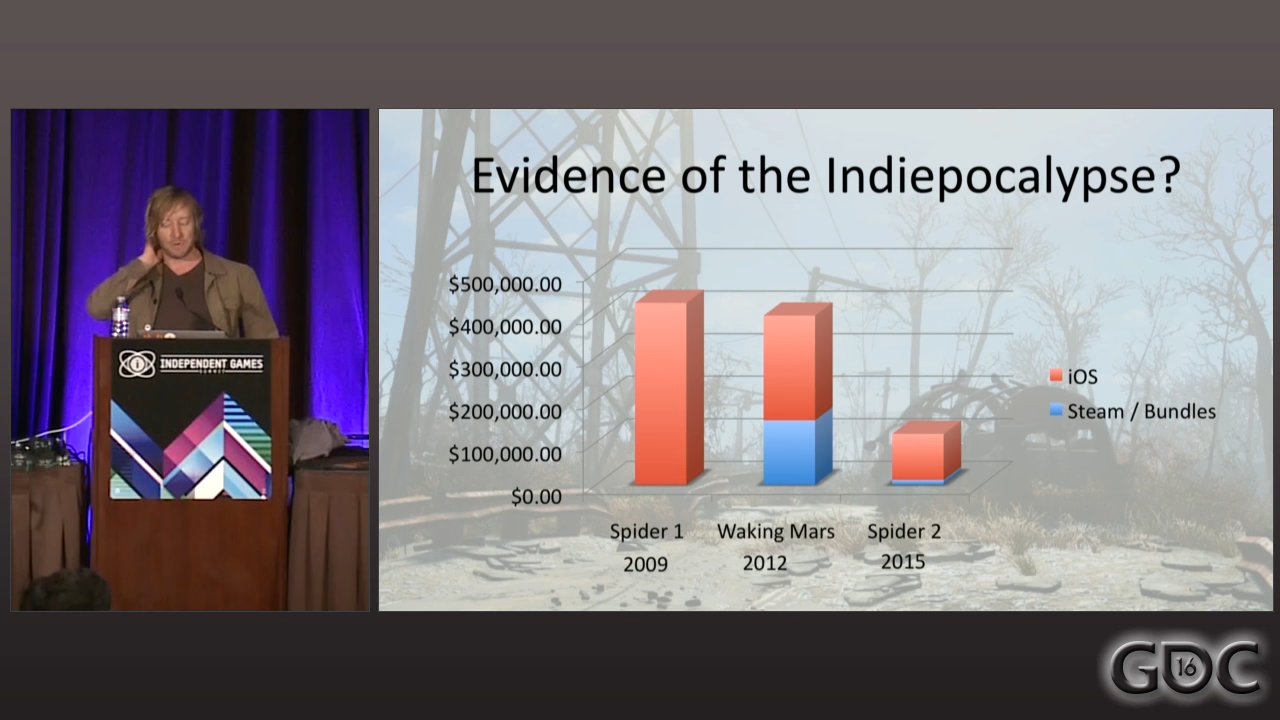 Evidence of the Indiepocalypse?
$500,000.00
$400,000.00
$300,000.00
$200,000.00
$100,000.00
$0.00
Spider 1
Waking Mars
Spider 2
2009
2012
2015
iOS
Steam / Bundles
INDEPENDENT GAMES
SUMMIT
GDC
16